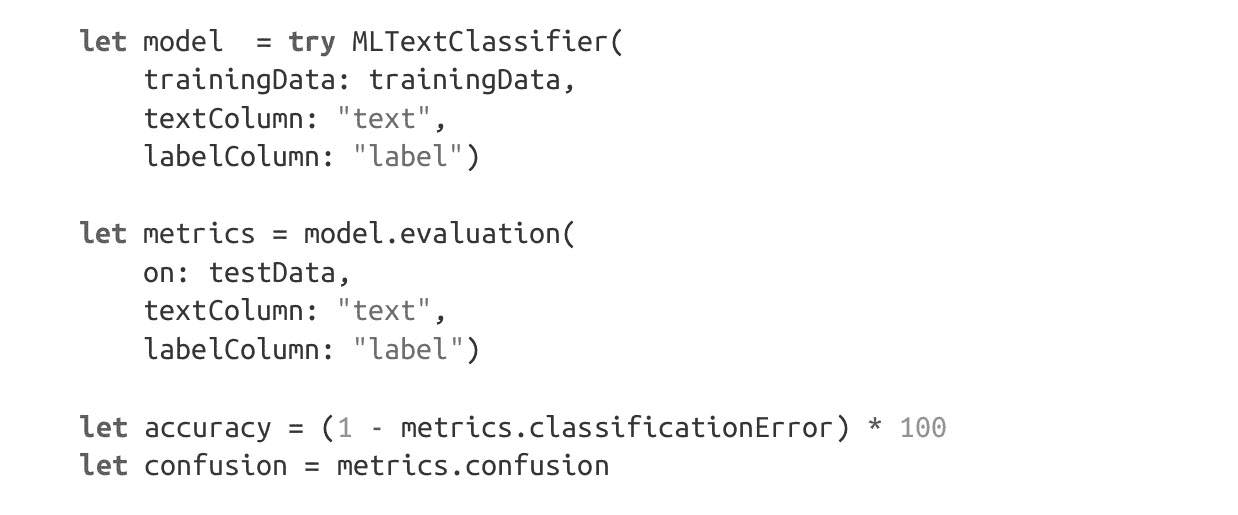 let model  = try MLTextClassifier(
    trainingData: trainingData,
    textColumn: "text",
    labelColumn: "label")

let metrics = model.evaluation(
    on: testData,
    textColumn: "text",
    labelColumn: "label")

let accuracy = (1 - metrics.classificationError) * 100
let confusion = metrics.confusion